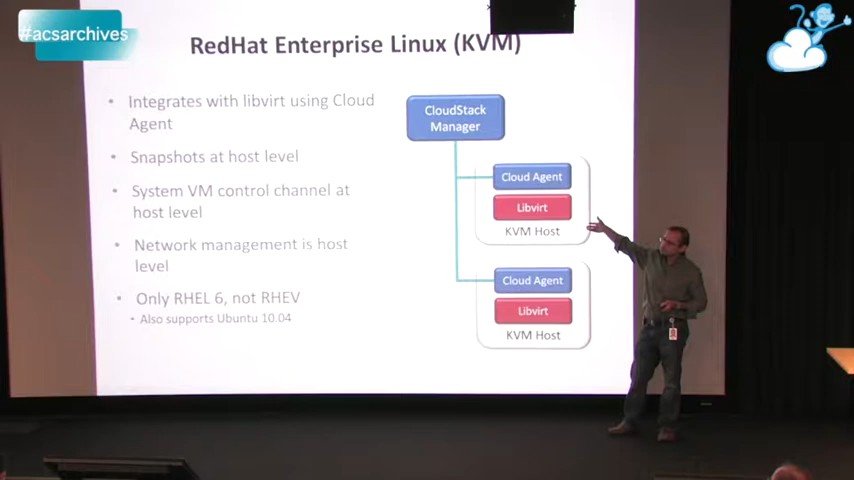 #acsarchives
RedHat Enterprise Linux (KVM)
• Integrates with libvirt using Cloud
Agent
• Snapshots at host level
• System VM control channel at
host level
• Network management is host
level
• Only RHEL 6, not RHEV
• Also supports Ubuntu 10.04
CloudStack
Manager
Cloud Agent
Libvirt
KVM Host
Cloud Agent
Libvirt
KVM Host